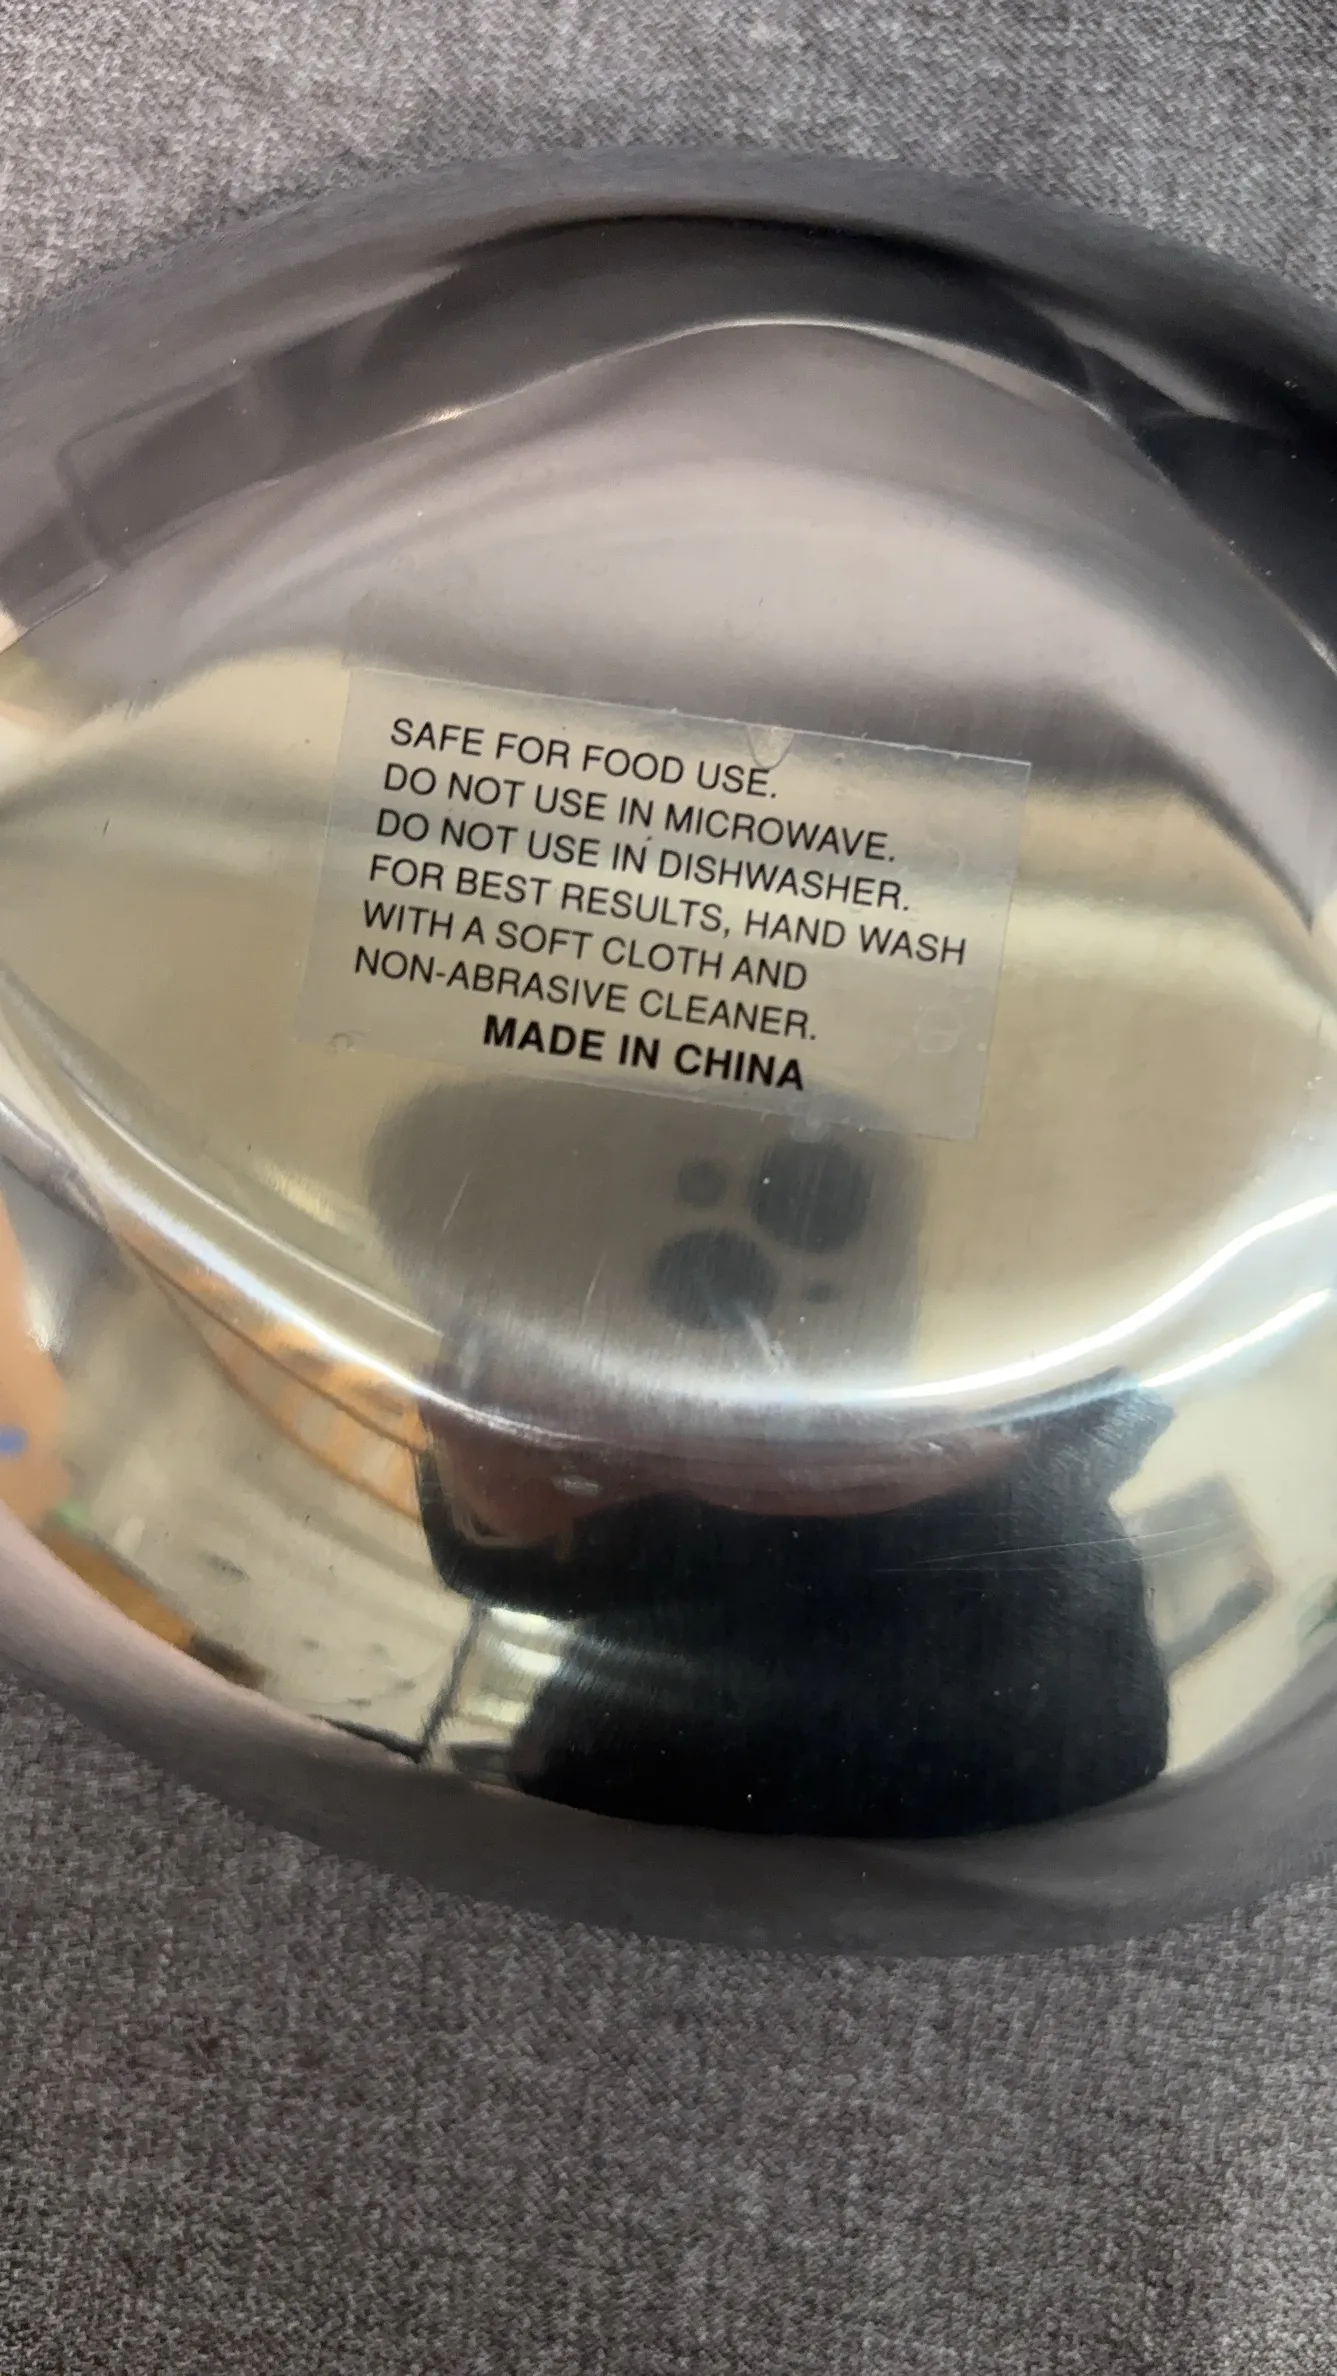 SAFE FOR FOOD USE.
DO NOT USE IN MICROWAVE.
DO NOT USE IN DISHWASHER.
FOR BEST RESULTS, HAND WASH
WITH A SOFT CLOTH AND
NON-ABRASIVE CLEANER.
MADE IN CHINA